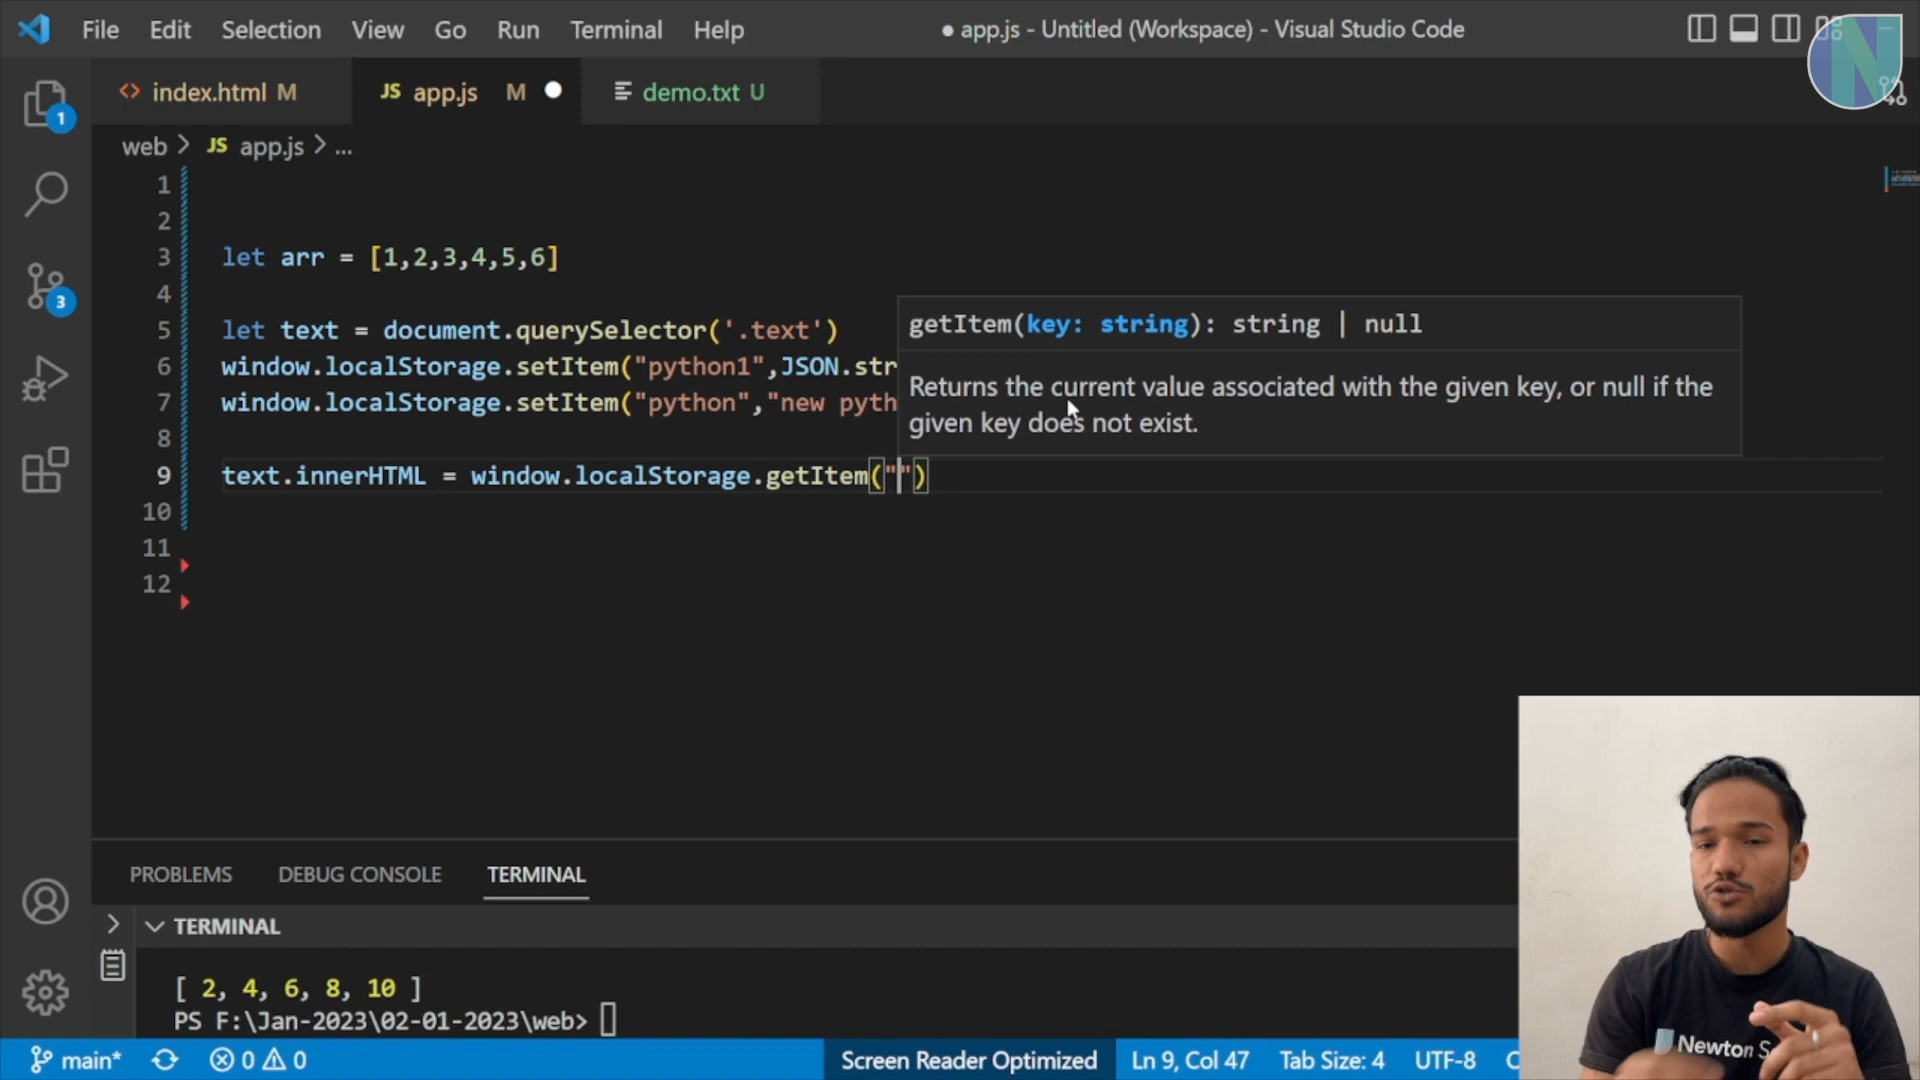 File Edit Selection View Go Run Terminal Help ● app.js - Untitled (Workspace) - Visual Studio Code
<> index.html M JS app.js M ● demo.txt U
web > JS app.js > ...
1
2
3 let arr = [1,2,3,4,5,6]
4
5 let text = document.querySelector('.text')
6 window.localStorage.setItem("python1",JSON.str
7 window.localStorage.setItem("python","new pyth
8
9 text.innerHTML = window.localStorage.getItem("")
10
11
12
getItem(key: string): string | null
Returns the current value associated with the given key, or null if the
given key does not exist.
1
3
PROBLEMS DEBUG CONSOLE TERMINAL
TERMINAL
[ 2, 4, 6, 8, 10 ]
PS F:\Jan-2023\02-01-2023\web>
main* 0 0 Screen Reader Optimized Ln 9, Col 47 Tab Size: 4 UTF-8
N
Newton